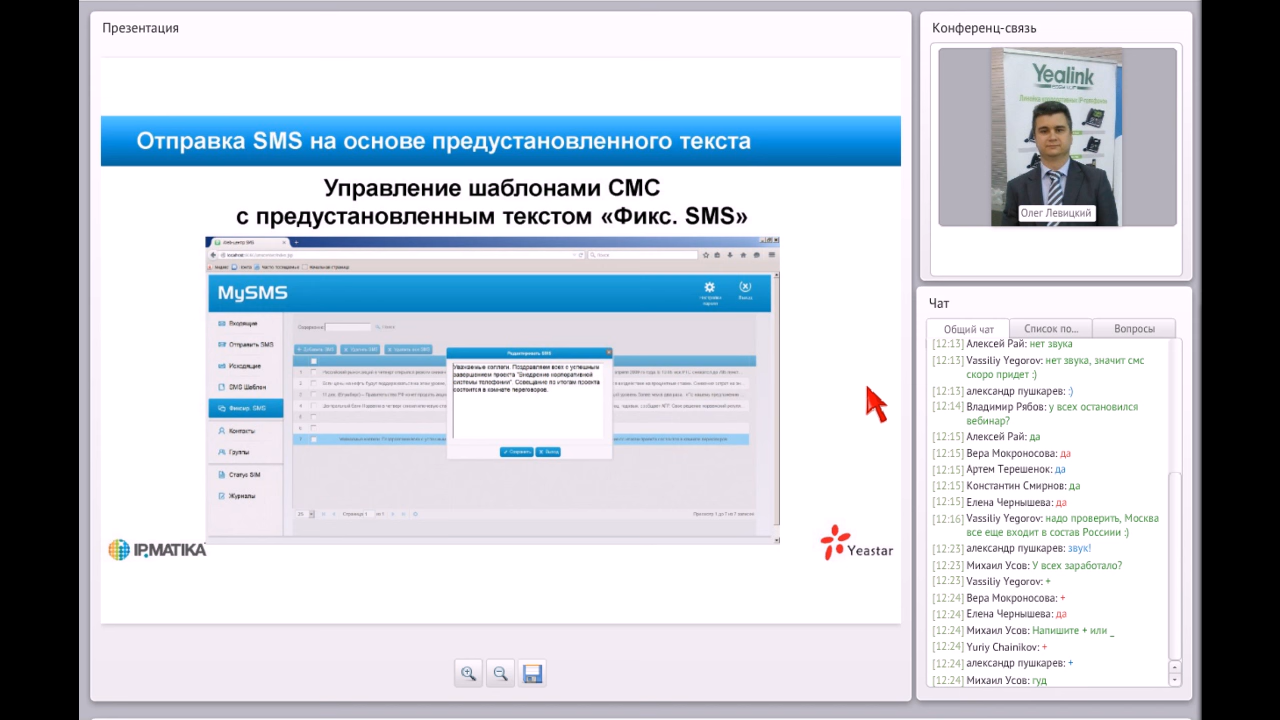 Презентация
Отправка SMS на основе предустановленного текста
Управление шаблонами СМС
с предустановленным текстом «Фикс. SMS»
MySMS
Входящие
Отправить SMS
Исходящие
Фиксир. SMS
Контакты
Группы
Статус SIM
Журналы
Редактировать SMS
Уважаемые коллеги. Поздравляем всех с успешным
завершением проекта "Внедрение корпоративной
системы телефонии". Совещание по итогам проекта
состоится в комнате переговоров.
Сохранить
Выход
IPMATIKA
Yeastar
Конференц-связь
Yealink
Олег Левицкий
Чат
Общий чат
Список по...
Вопросы
[12:13] Алексей Рай: нет звука
[12:13] Vassiliy Yegorov: нет звука, значит смс
скоро придет :)
[12:13] александр пушкарев: :)
[12:14] Владимир Рябов: у всех остановился
вебинар?
[12:15] Алексей Рай: да
[12:15] Вера Мокроносова: да
[12:15] Артем Терешенок: да
[12:15] Константин Смирнов: да
[12:15] Елена Чернышева: да
[12:16] Vassiliy Yegorov: надо проверить, Москва
все еще входит в состав Россиии :)
[12:23] александр пушкарев: звук!
[12:23] Михаил Усов: У всех заработало?
[12:23] Vassiliy Yegorov: +
[12:24] Вера Мокроносова: +
[12:24] Елена Чернышева: да
[12:24] Михаил Усов: Напишите + или _
[12:24] Yuriy Chainikov: +
[12:24] александр пушкарев: +
[12:24] Михаил Усов: гуд